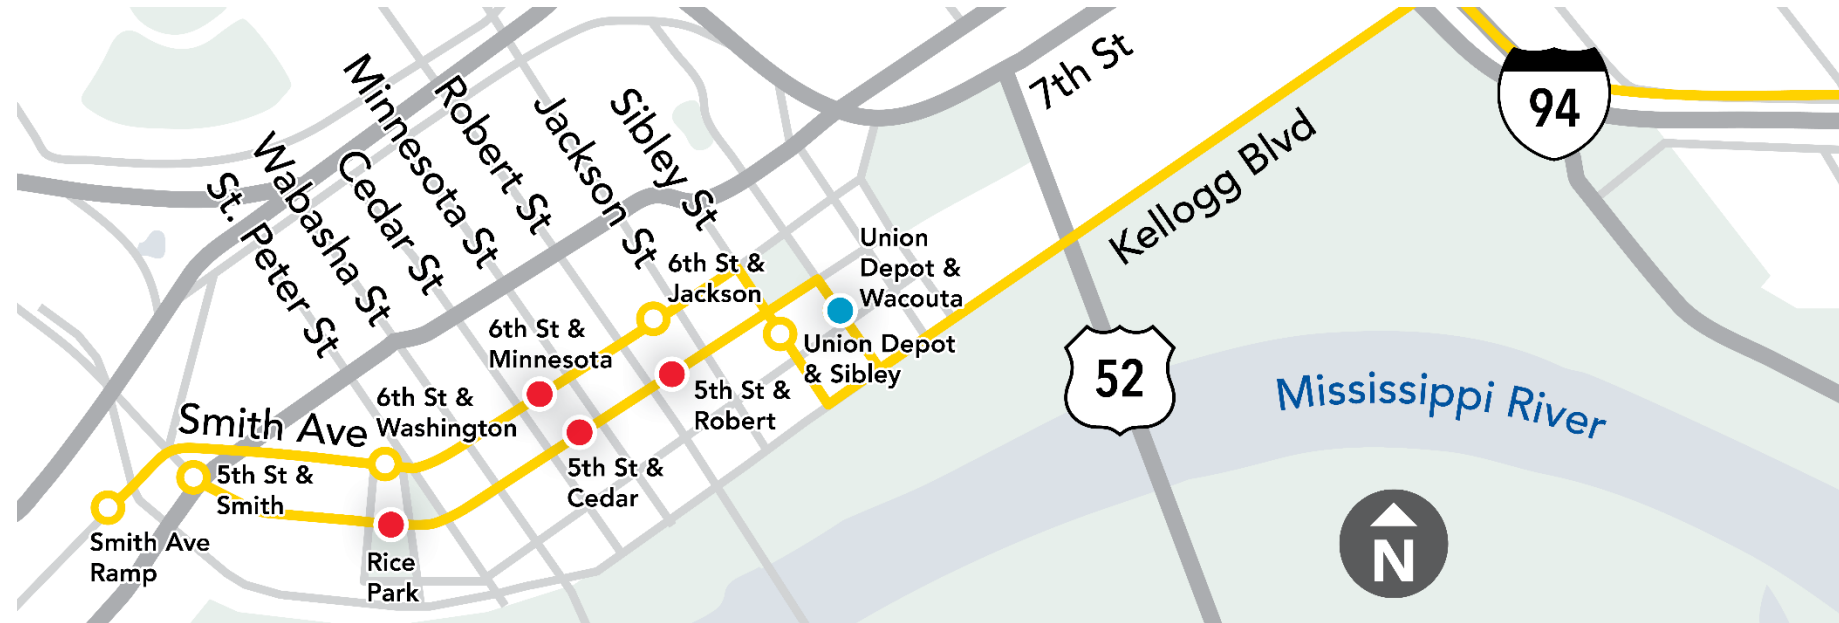 7th St
94
Kellogg Blvd
Sibley St
Jackson St
Robert St
Minnesota St
Cedar St
Wabasha St
St. Peter St
Union
Depot &
Wacouta
6th St &
Jackson
6th St &
Minnesota
Union Depot
& Sibley
5th St &
Robert
52
Mississippi River
6th St &
Washington
Smith Ave
5th St &
Cedar
5th St &
Smith
Smith Ave
Ramp
Rice
Park
N